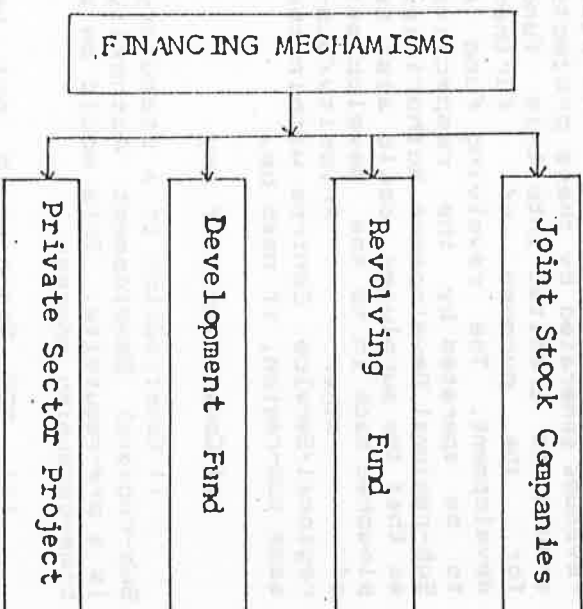 FINANCING MECHAMISMS
Private Sector Project
Development Fund
Revolving Fund
Joint Stock Companies